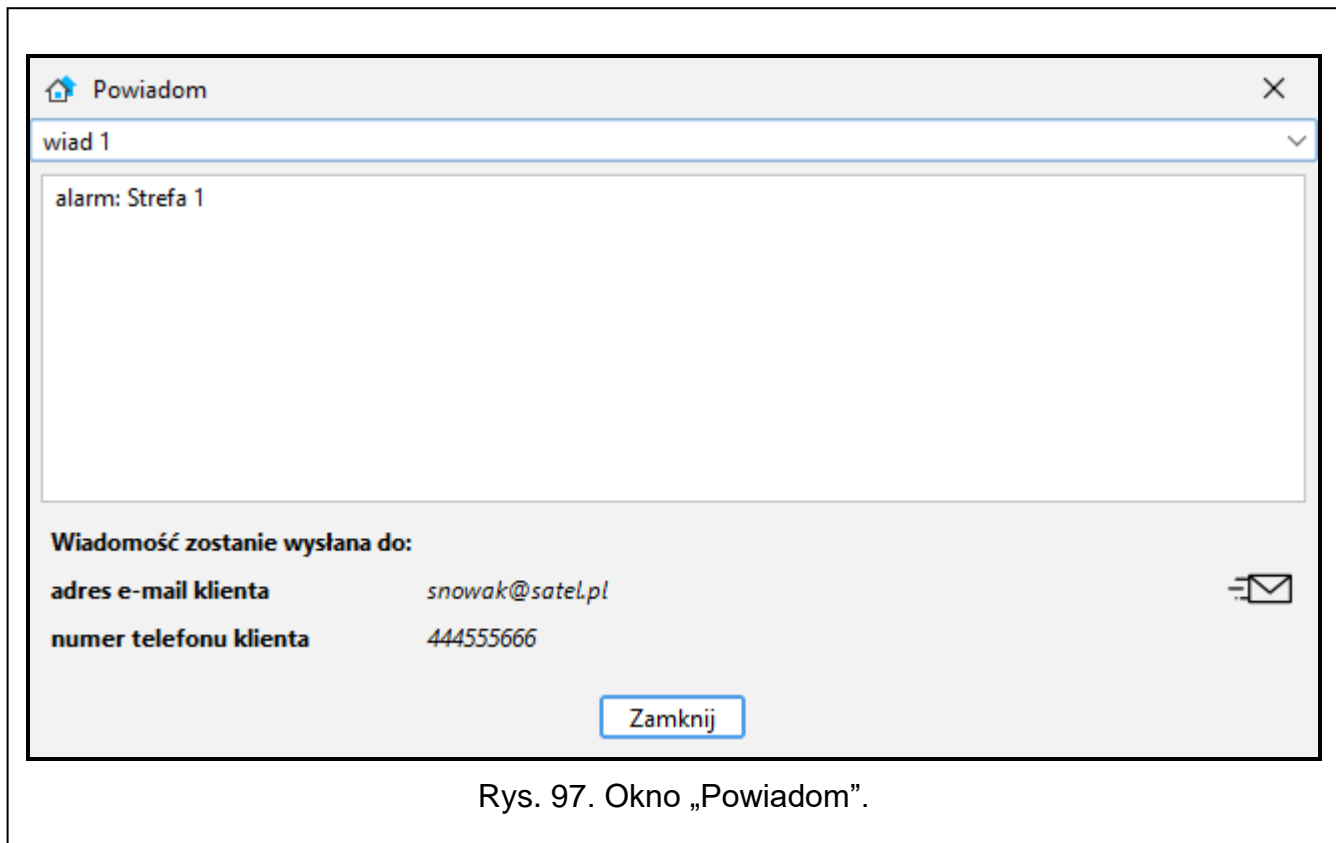 Powiadom
wiad 1
alarm: Strefa 1
Wiadomość zostanie wysłana do:
adres e-mail klienta snowak@satel.pl
numer telefonu klienta 444555666
Zamknij
Rys. 97. Okno „Powiadom”.